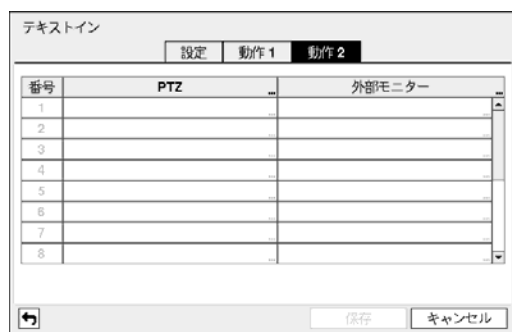 テキストイン
設定 動作 1 動作 2
番号 PTZ ... 外部モニター ...
1 ... ...
2 ... ...
3 ... ...
4 ... ...
5 ... ...
6 ... ...
7 ... ...
8 ... ...
保存 キャンセル